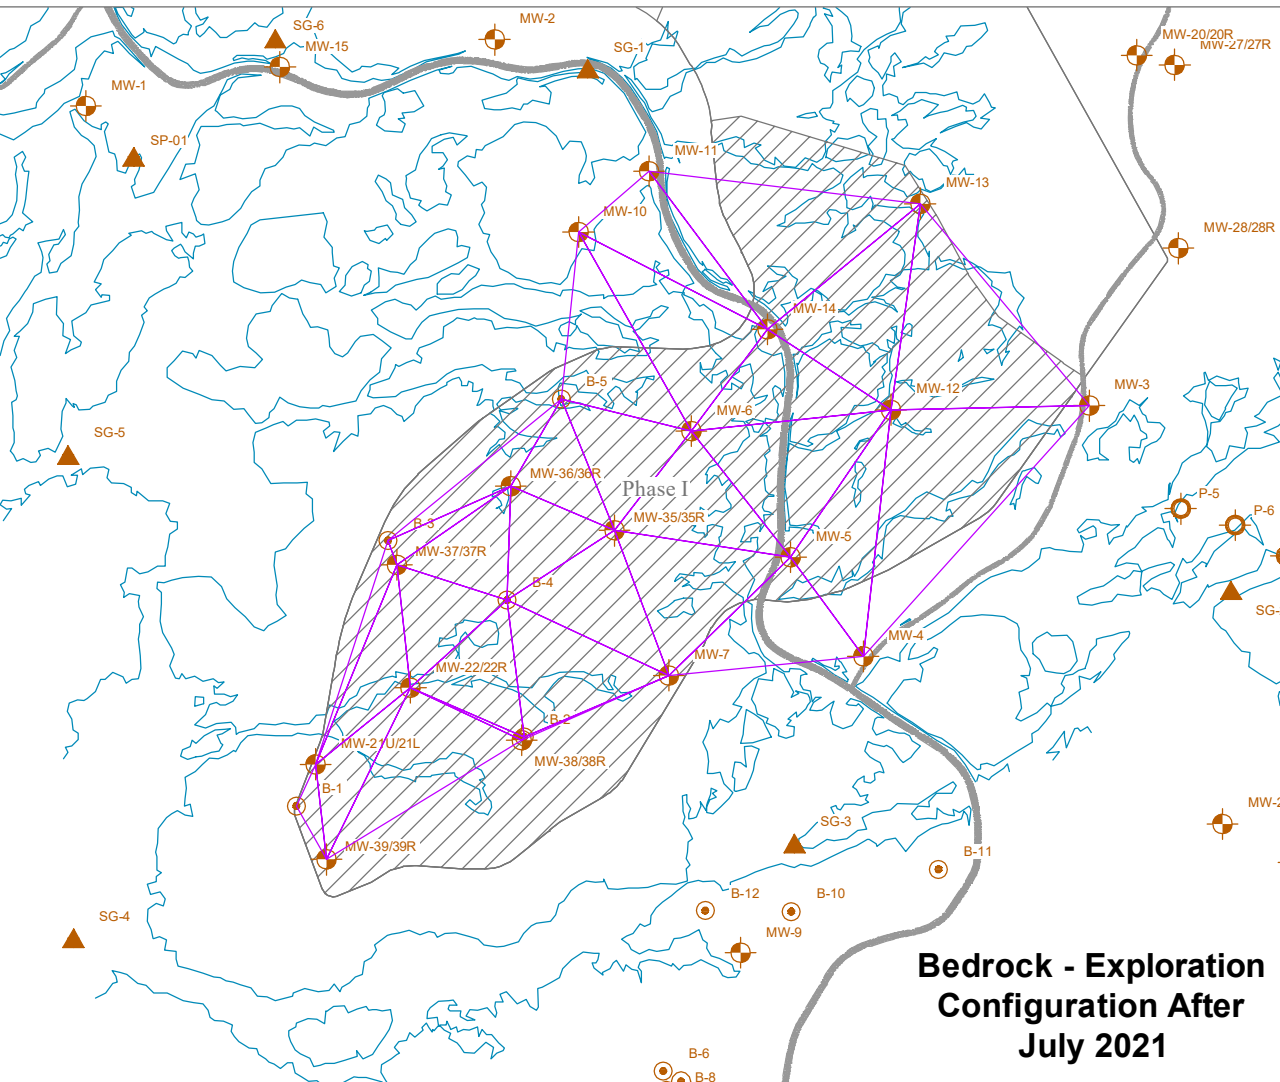 MW-2
SG-6
MW-15
SG-1
MW-20/20R
MW-27/27R
MW-1
SP-01
MW-11
MW-13
MW-10
MW-28/28R
MW-14
B-5
MW-12
MW-3
MW-6
SG-5
MW-36/36R
Phase I
P-5
P-6
B-3
MW-35/35R
MW-37/37R
MW-5
B-4
SG-
MW-4
MW-7
MW-22/22R
B-2
MW-21U/21L
MW-38/38R
B-1
MW-2
SG-3
MW-39/39R
B-11
B-12
B-10
SG-4
MW-9
Bedrock - Exploration
Configuration After
July 2021
B-6
B-8